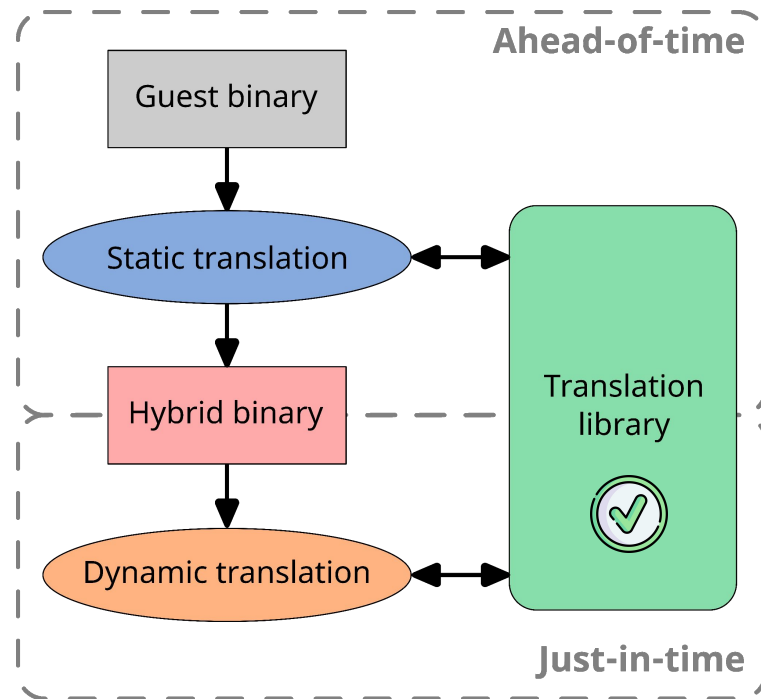 Ahead-of-time
Guest binary
Static translation
Hybrid binary
Translation
library
Dynamic translation
Just-in-time